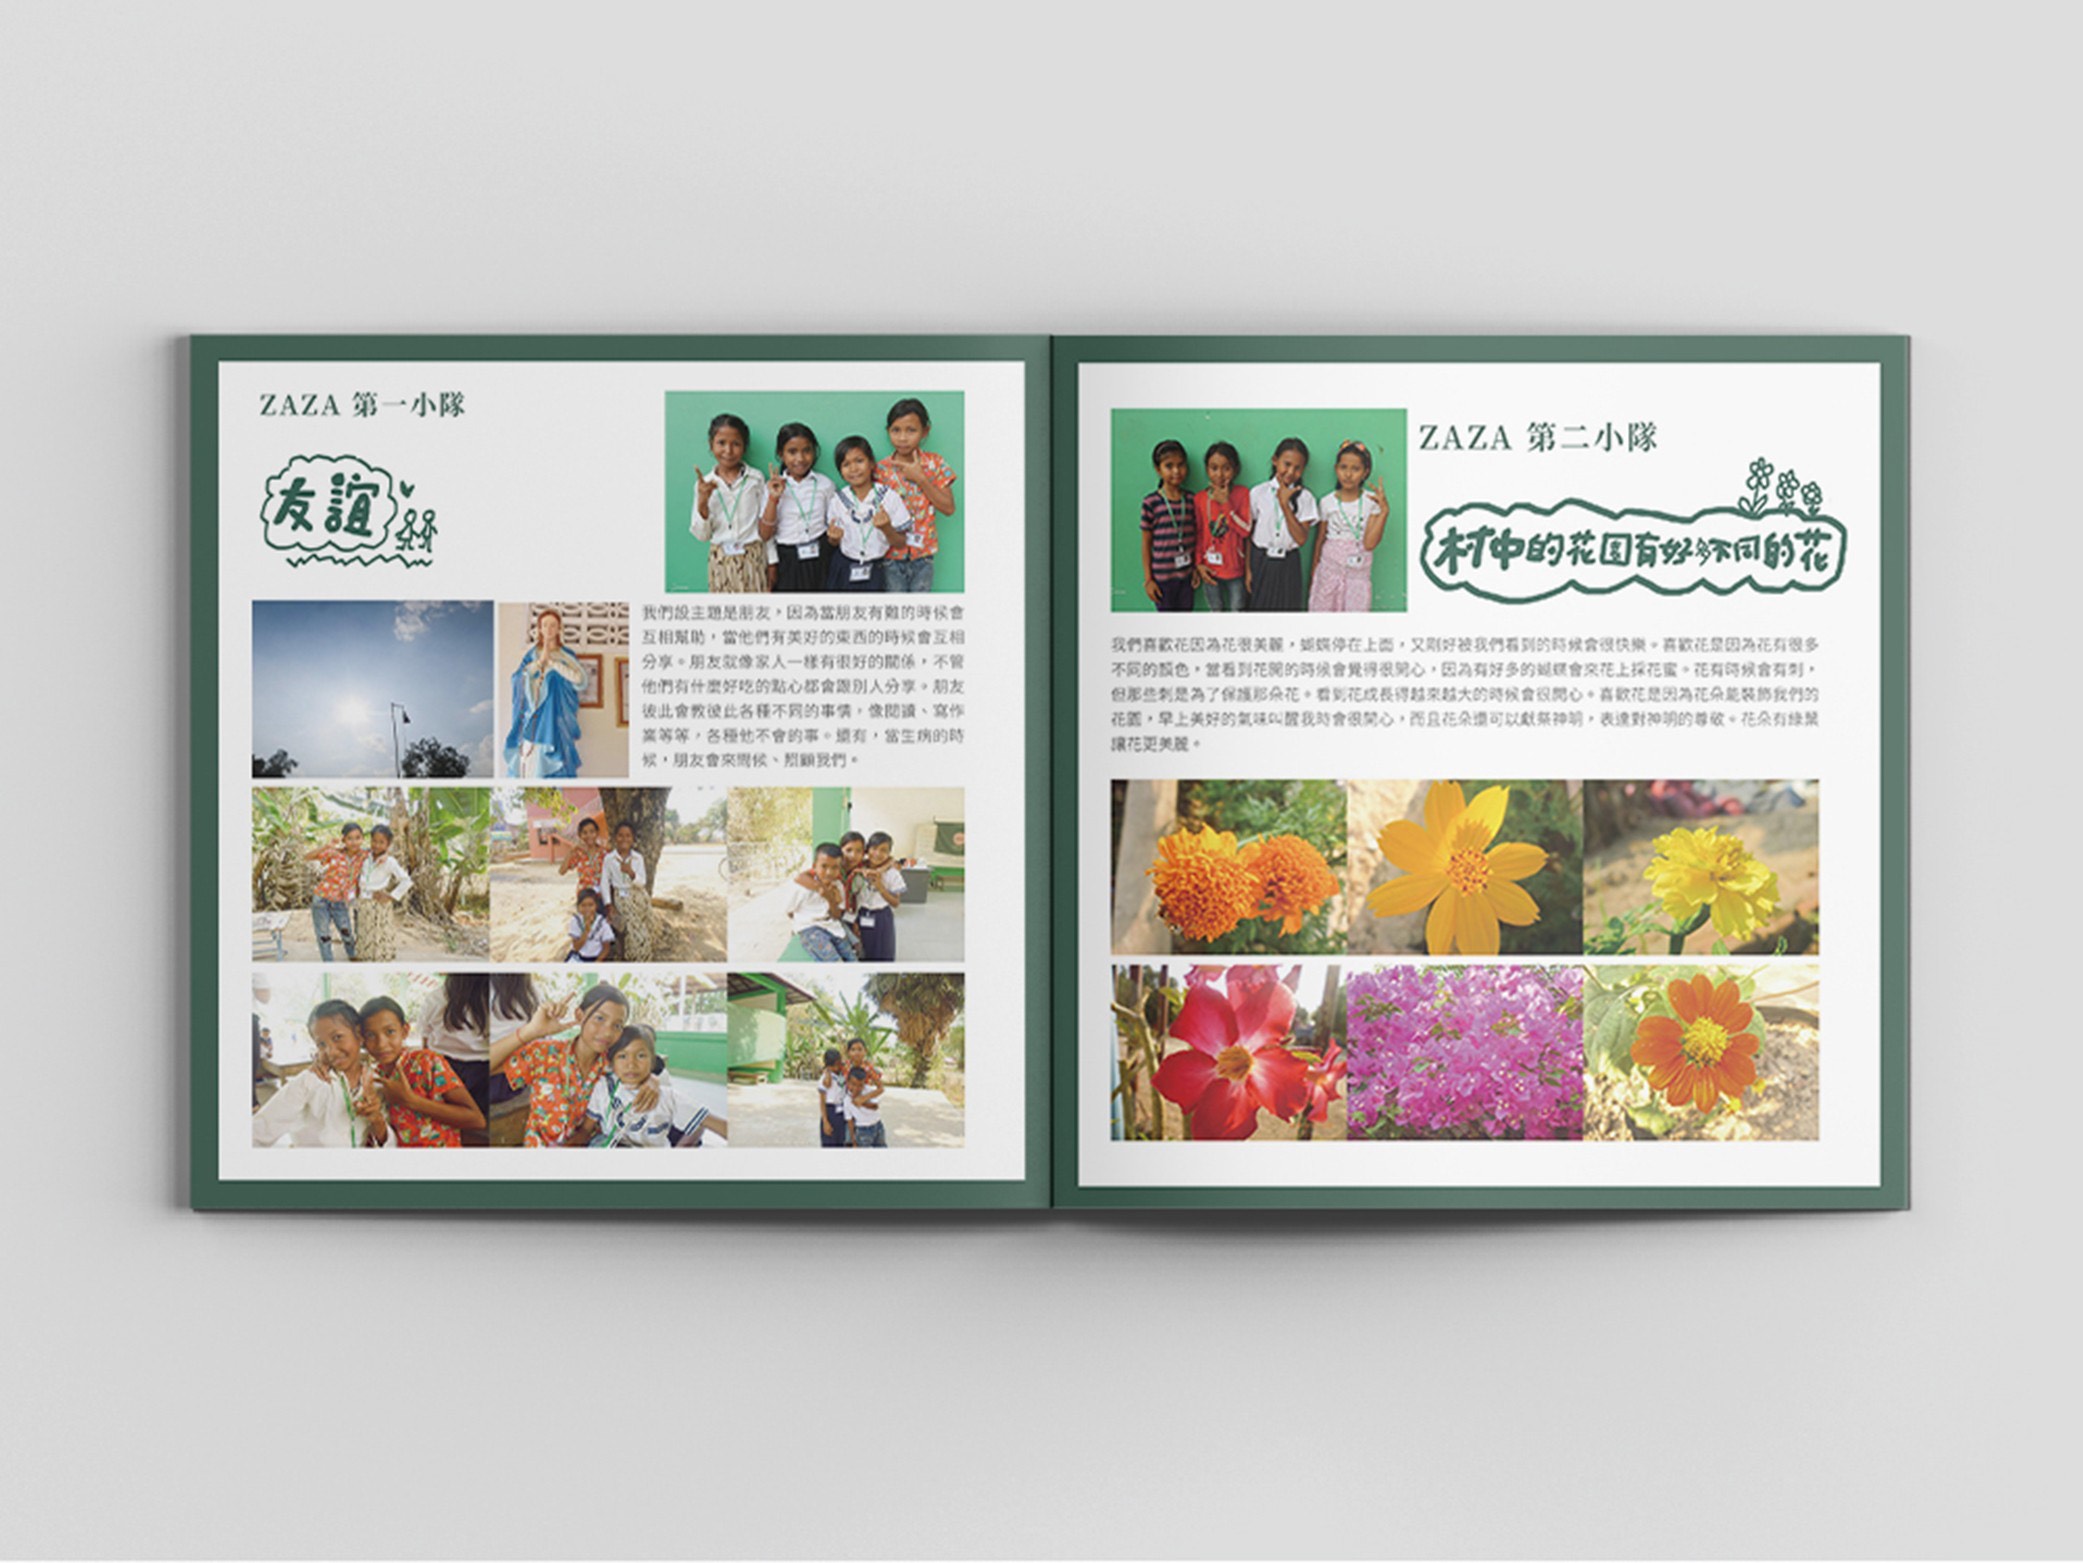 ZAZA 第一小隊
友誼
我們設主題是朋友，因為當朋友有難的時候會
互相幫助，當他們有美好的東西的時候會互相
分享。朋友就像家人一樣有很好的關係，不管
他們有什麼好吃的點心都會跟別人分享。朋友
彼此會教彼此各種不同的事情，像閱讀、寫作
業等等，各種他不會的事。還有，當生病的時
候，朋友會來問候、照顧我們。
ZAZA 第二小隊
村中的花園有好多不同的花
我們喜歡花因為花很美麗，蝴蝶停在上面，又剛好被我們看到的時候會很快樂。喜歡花是因為花有很多
不同的顏色，當看到花開的時候會覺得很開心，因為有好多的蝴蝶會來花上採花蜜。花有時候會有刺，
但那些刺是為了保護那朵花。看到花成長得越來越大的時候會很開心。喜歡花是因為花朵能裝飾我們的
花園，早上美好的氣味叫醒我時會很開心，而且花朵還可以獻祭神明，表達對神明的尊敬。花朵有綠葉
讓花更美麗。